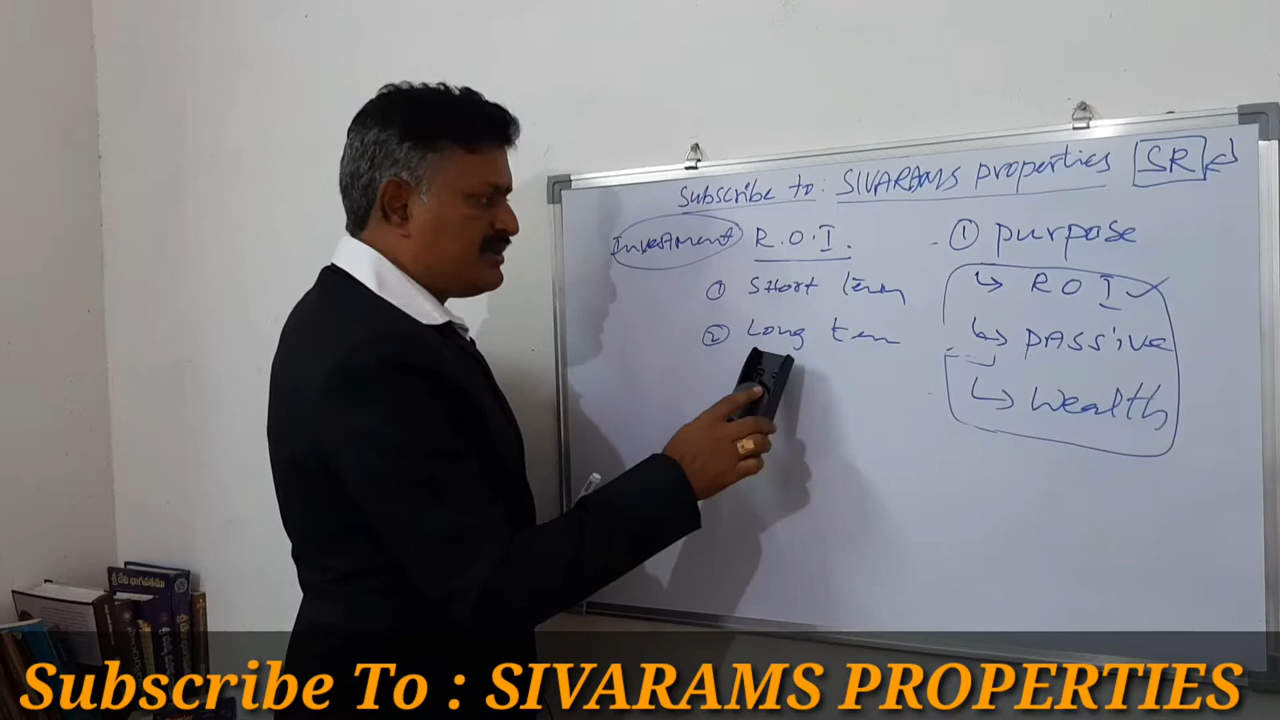 Subscribe to: SIVARAMS properties SR
Investment R.O.I.
① Short term
② Long term
① purpose
↳ ROI ✓
↳ PASSIVE
↳ Wealth
శ్రీ దేవీ భాగవతము
Subscribe To : SIVARAMS PROPERTIES